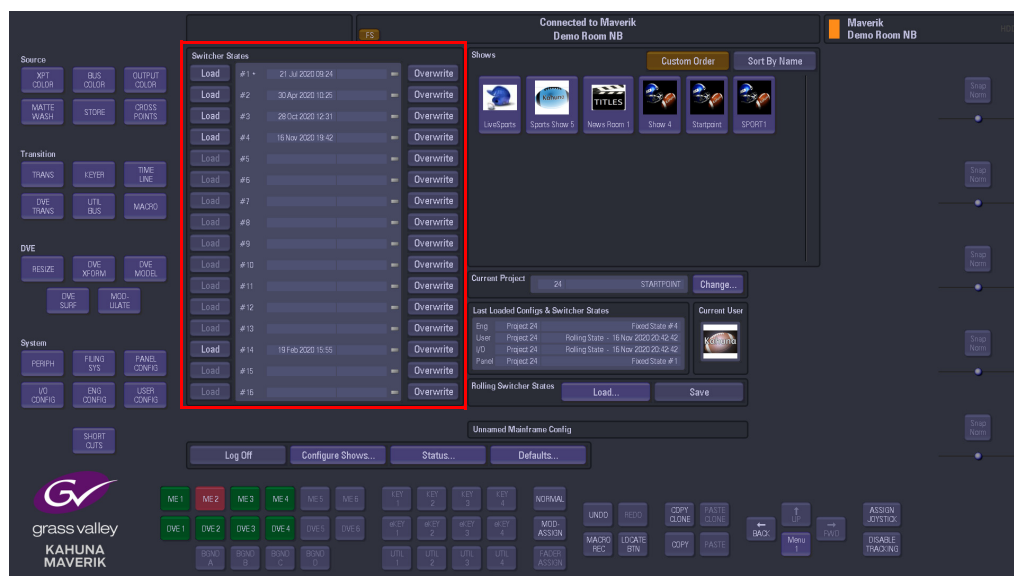 Connected to Maverik
Demo Room NB
FS
Maverik
Demo Room NB
Source
XPT COLOR
BUS COLOR
OUTPUT COLOR
MATTE WASH
STORE
CROSS POINTS
Transition
TRANS
KEYER
TIME LINE
DVE TRANS
UTIL BUS
MACRO
DVE
RESIZE
DVE XFORM
DVE MODEL
DVE SURF
MOD- ULATE
System
PERIPH
FILING SYS
PANEL CONFIG
I/O CONFIG
ENG CONFIG
USER CONFIG
SHORT CUTS
Switcher States
Load #1 • 21 Jul 2020 09:24 Overwrite
Load #2 30 Apr 2020 10:25 Overwrite
Load #3 28 Oct 2020 12:31 Overwrite
Load #4 16 Nov 2020 19:42 Overwrite
Load #5 Overwrite
Load #6 Overwrite
Load #7 Overwrite
Load #8 Overwrite
Load #9 Overwrite
Load #10 Overwrite
Load #11 Overwrite
Load #12 Overwrite
Load #13 Overwrite
Load #14 19 Feb 2020 15:55 Overwrite
Load #15 Overwrite
Load #16 Overwrite
Shows
Custom Order
Sort By Name
Kahuna
TITLES
LiveSports
Sports Show 5
News Room 1
Show 4
Startpoint
SPORT1
Current Project 24 STARTPOINT Change...
Last Loaded Configs & Switcher States
Eng Project 24 Fixed State #4
User Project 24 Rolling State - 16 Nov 2020 20:42:42
I/O Project 24 Rolling State - 16 Nov 2020 20:42:42
Panel Project 24 Fixed State #1
Current User
Kahuna
Rolling Switcher States Load... Save
Unnamed Mainframe Config
Log Off
Configure Shows...
Status...
Defaults...
Snap Norm
Snap Norm
Snap Norm
Snap Norm
Snap Norm
GV
grass valley
KAHUNA
MAVERIK
ME 1 ME 2 ME 3 ME 4 ME 5 ME 6
DVE 1 DVE 2 DVE 3 DVE 4 DVE 5 DVE 6
BGND A BGND B BGND C BGND D
KEY 1 KEY 2 KEY 3 KEY 4 NORMAL
eKEY 1 eKEY 2 eKEY 3 eKEY 4 MOD- ASSIGN
UTIL 1 UTIL 2 UTIL 3 UTIL 4 FADER ASSIGN
UNDO REDO COPY CLONE PASTE CLONE
MACRO REC LOCATE BTN COPY PASTE
↑ UP
← BACK
Menu 1
→ FWD
ASSIGN JOYSTICK
DISABLE TRACKING